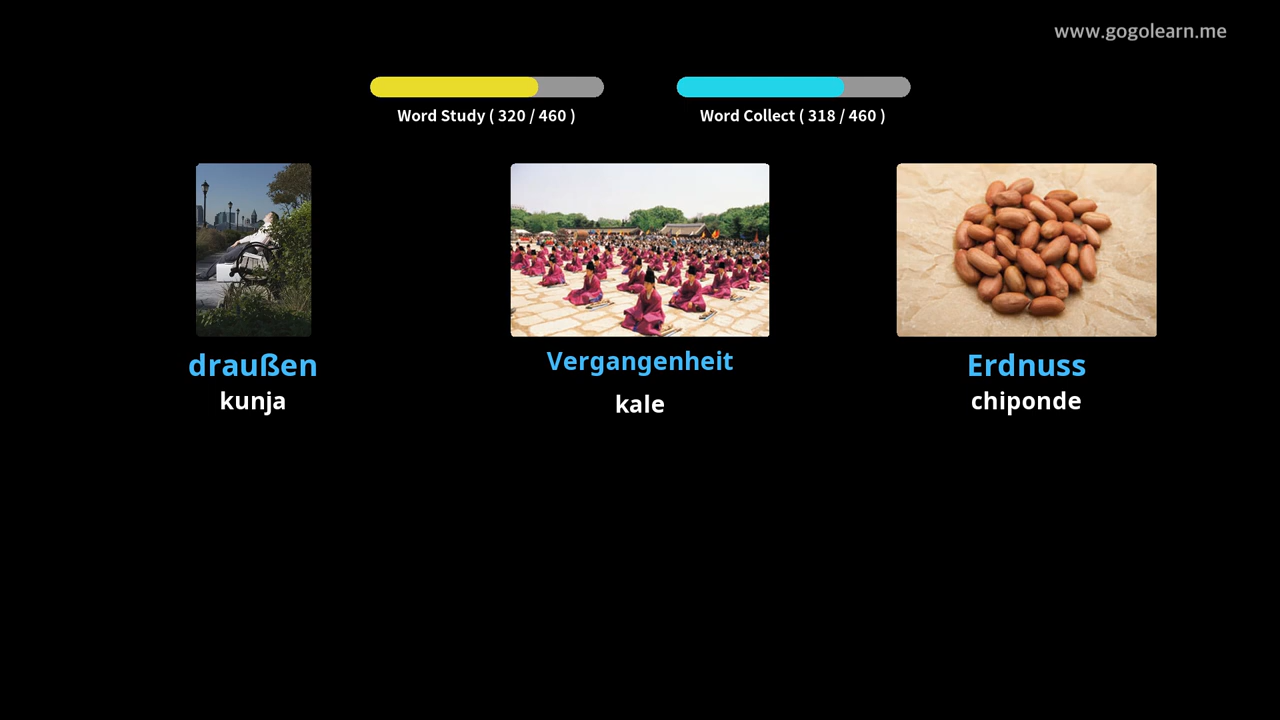 www.gogolearn.me
Word Study ( 320 / 460 )
Word Collect ( 318 / 460 )
draußen
kunja
Vergangenheit
kale
Erdnuss
chiponde